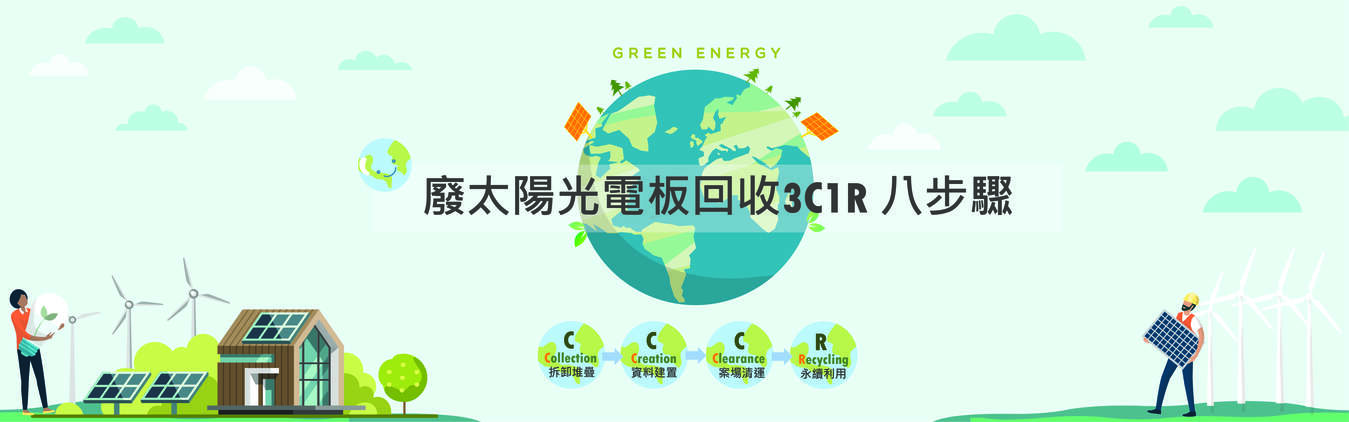 GREEN ENERGY
廢太陽光電板回收3C1R 八步驟
C
Collection
拆卸堆疊
C
Creation
資料建置
C
Clearance
案場清運
R
Recycling
永續利用